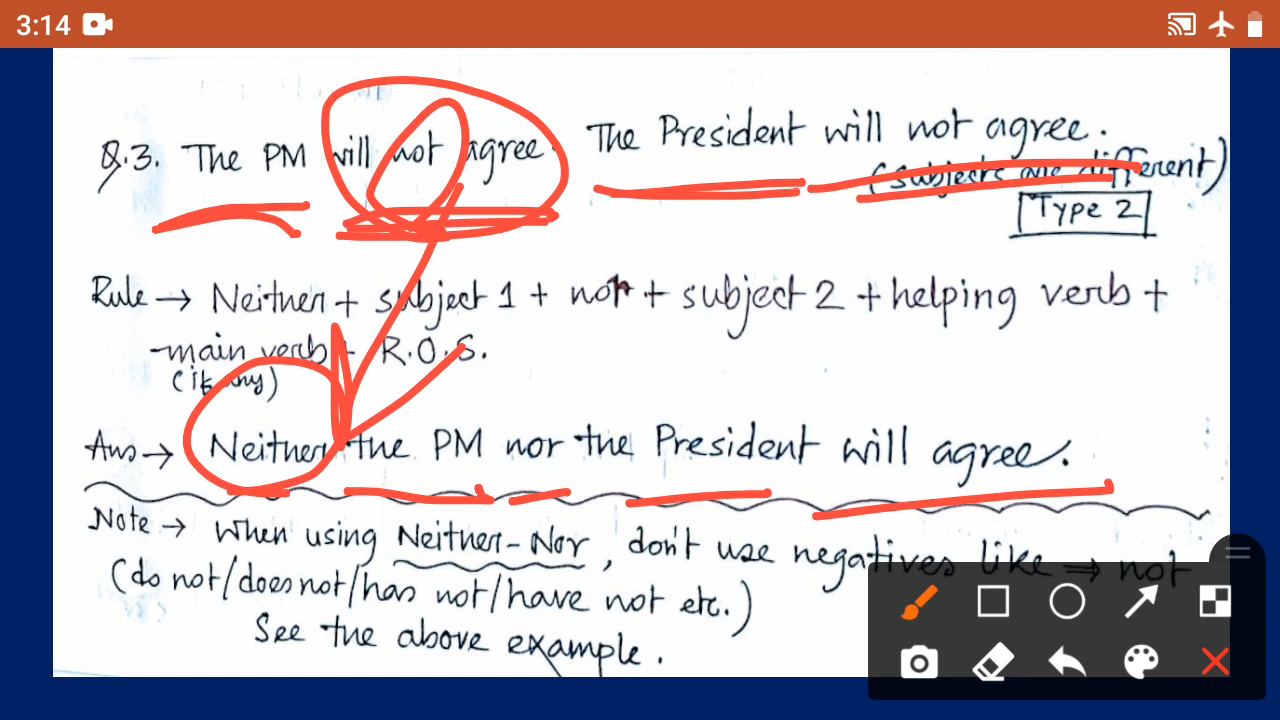 3:14
Q.3. The PM will not agree. The President will not agree.
(subjects are different)
Type 2
Rule → Neither + subject 1 + nor + subject 2 + helping verb +
main verb + R.O.S.
(if any)
Ans → Neither the PM nor the President will agree.
Note → When using Neither-Nor, don't use negatives like ⇒ not
(do not/does not/has not/have not etc.)
See the above example.